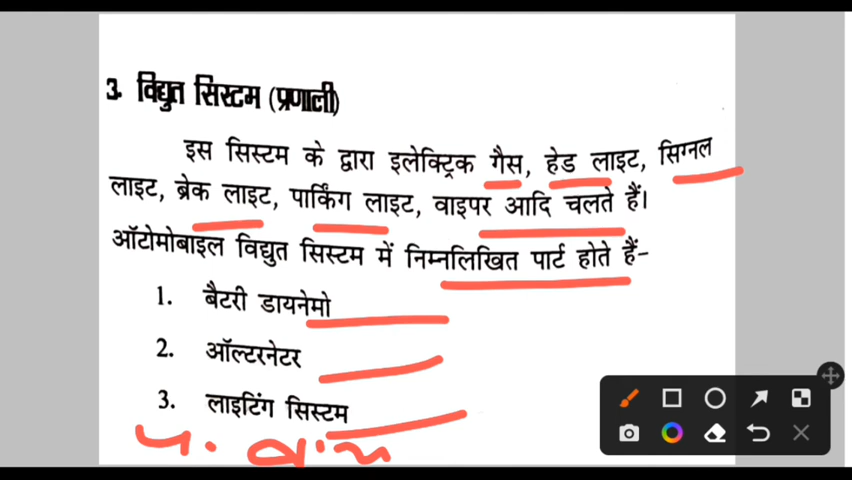 3. विद्युत सिस्टम (प्रणाली)
इस सिस्टम के द्वारा इलेक्ट्रिक गैस, हेड लाइट, सिग्नल
लाइट, ब्रेक लाइट, पार्किंग लाइट, वाइपर आदि चलते हैं।
ऑटोमोबाइल विद्युत सिस्टम में निम्नलिखित पार्ट होते हैं-
1. बैटरी डायनेमो
2. ऑल्टरनेटर
3. लाइटिंग सिस्टम